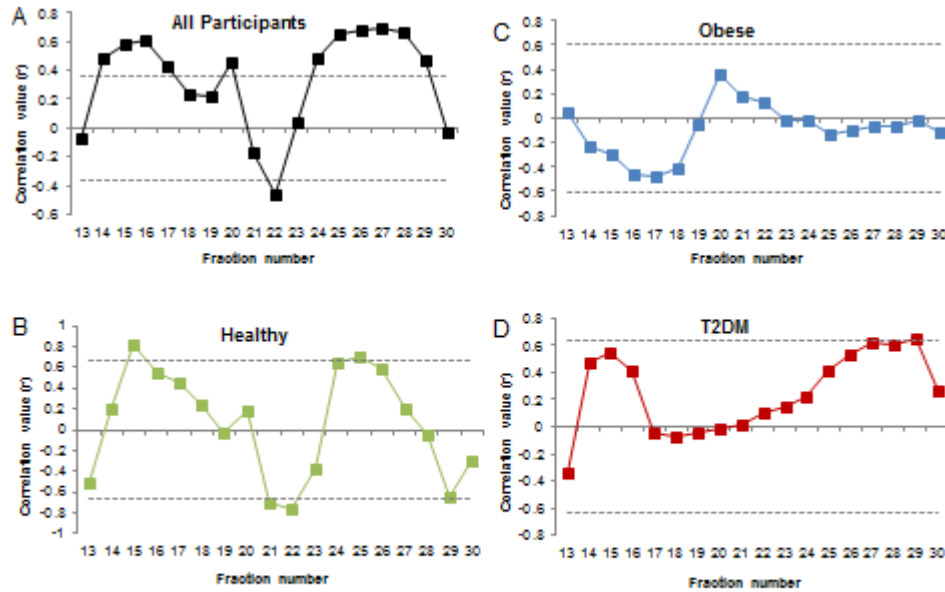 A
All Participants
Correlation value (r)
0.8
0.6
0.4
0.2
0
-0.2
-0.4
-0.6
13 14 15 16 17 18 19 20 21 22 23 24 25 26 27 28 29 30
Fraction number
C
Obese
Correlation value (r)
0.8
0.6
0.4
0.2
0
-0.2
-0.4
-0.6
-0.8
13 14 15 16 17 18 19 20 21 22 23 24 25 26 27 28 29 30
Fraction number
B
Healthy
Correlation value (r)
1
0.8
0.6
0.4
0.2
0
-0.2
-0.4
-0.6
-0.8
-1
13 14 15 16 17 18 19 20 21 22 23 24 25 26 27 28 29 30
Fraction number
D
T2DM
Correlation value (r)
0.8
0.6
0.4
0.2
0
-0.2
-0.4
-0.6
-0.8
13 14 15 16 17 18 19 20 21 22 23 24 25 26 27 28 29 30
Fraction number